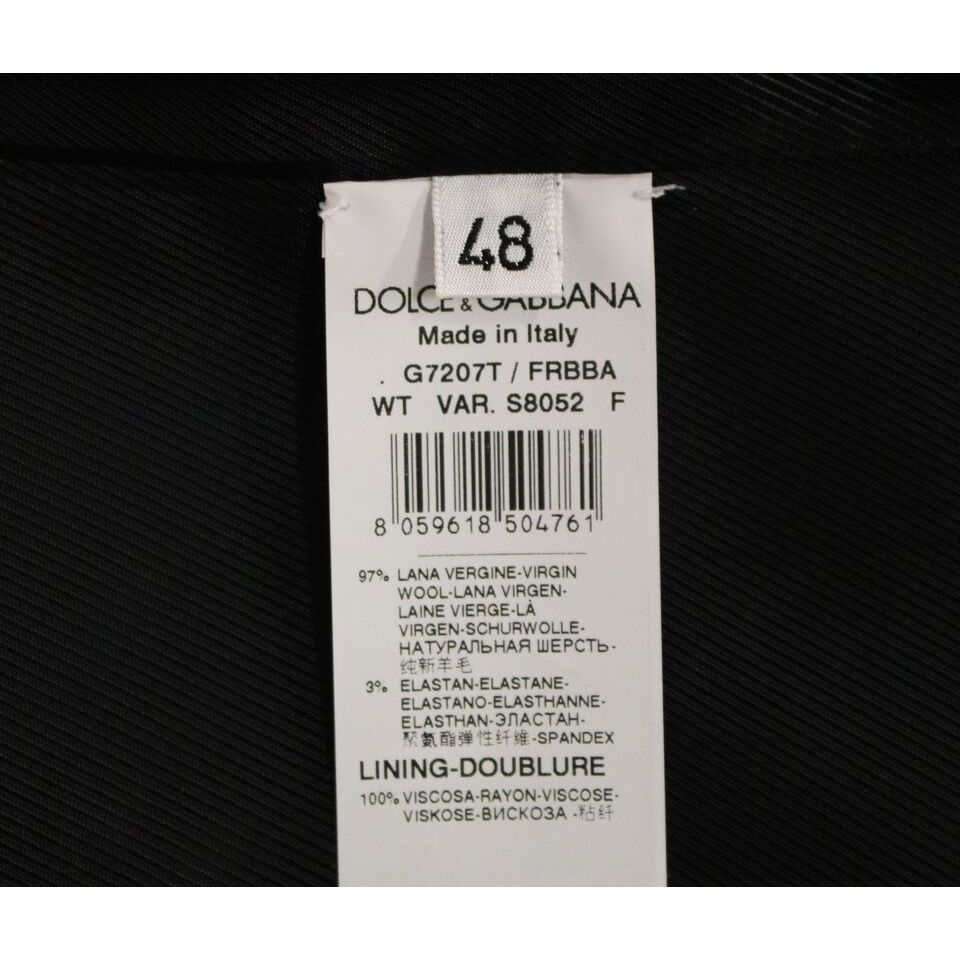 48
DOLCE & GABBANA
Made in Italy
. G7207T / FRBBA
WT VAR. S8052 F
8 059618 504761
97% LANA VERGINE-VIRGIN
WOOL-LANA VIRGEN-
LAINE VIERGE-LÀ
VIRGEN-SCHURWOLLE-
НАТУРАЛЬНАЯ ШЕРСТЬ-
纯新羊毛
3% ELASTAN-ELASTANE-
ELASTANO-ELASTHANNE-
ELASTHAN-ЭЛАСТАН-
聚氨酯弹性纤维-SPANDEX
LINING-DOUBLURE
100% VISCOSA-RAYON-VISCOSE-
VISKOSE-ВИСКОЗА -粘纤